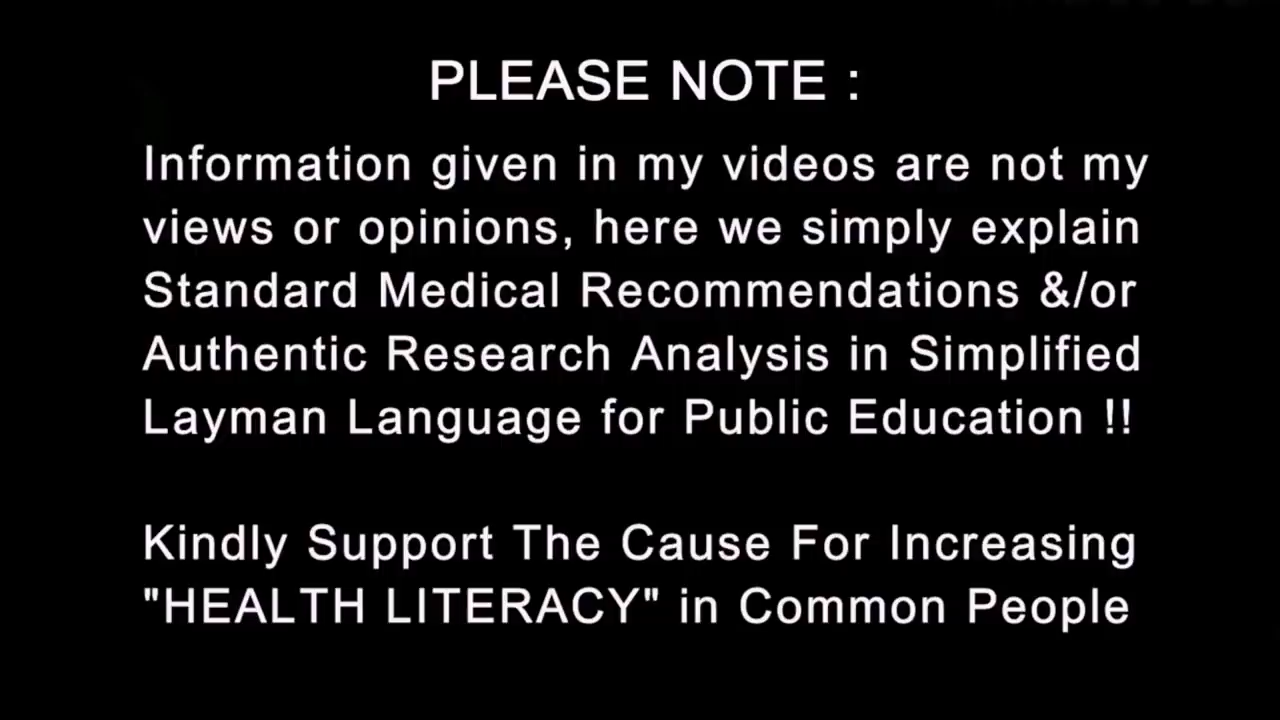 PLEASE NOTE :
Information given in my videos are not my
views or opinions, here we simply explain
Standard Medical Recommendations &/or
Authentic Research Analysis in Simplified
Layman Language for Public Education !!
Kindly Support The Cause For Increasing
"HEALTH LITERACY" in Common People